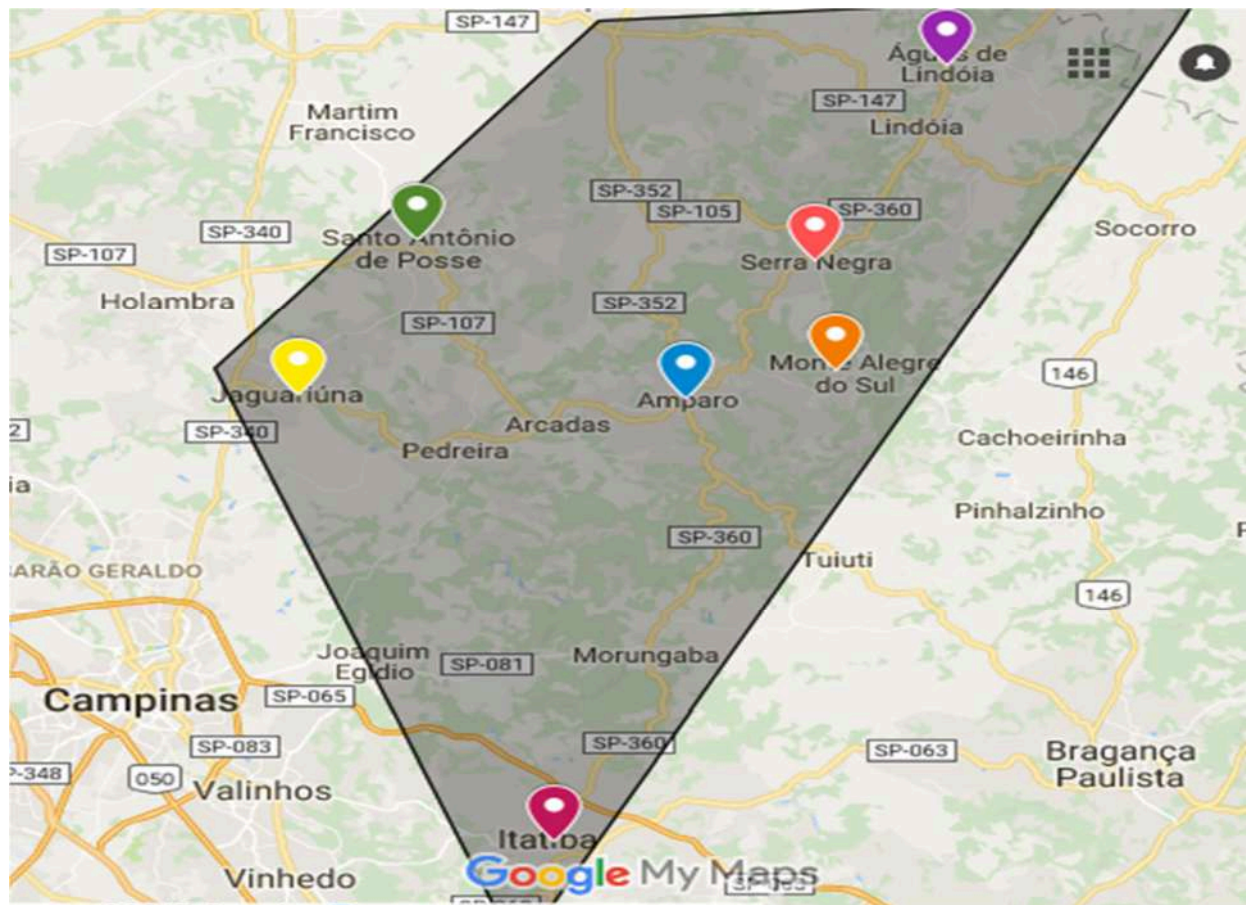 SP-147
Águas de
Lindóia
Martim
Francisco
SP-147
Lindóia
SP-352
SP-105
SP-360
SP-340
Santo Antônio
de Posse
Socorro
SP-107
Serra Negra
Holambra
SP-352
SP-107
Monte Alegre
do Sul
146
Jaguariúna
Amparo
Arcadas
SP-340
2
Pedreira
Cachoeirinha
ia
Pinhalzinho
SP-360
Tuiuti
ARÃO GERALDO
146
Joaquim
Egídio
SP-081
Morungaba
Campinas
SP-065
SP-083
SP-360
SP-063
Bragança
Paulista
P-348
050
Valinhos
Itatiba
Vinhedo
Google My Maps